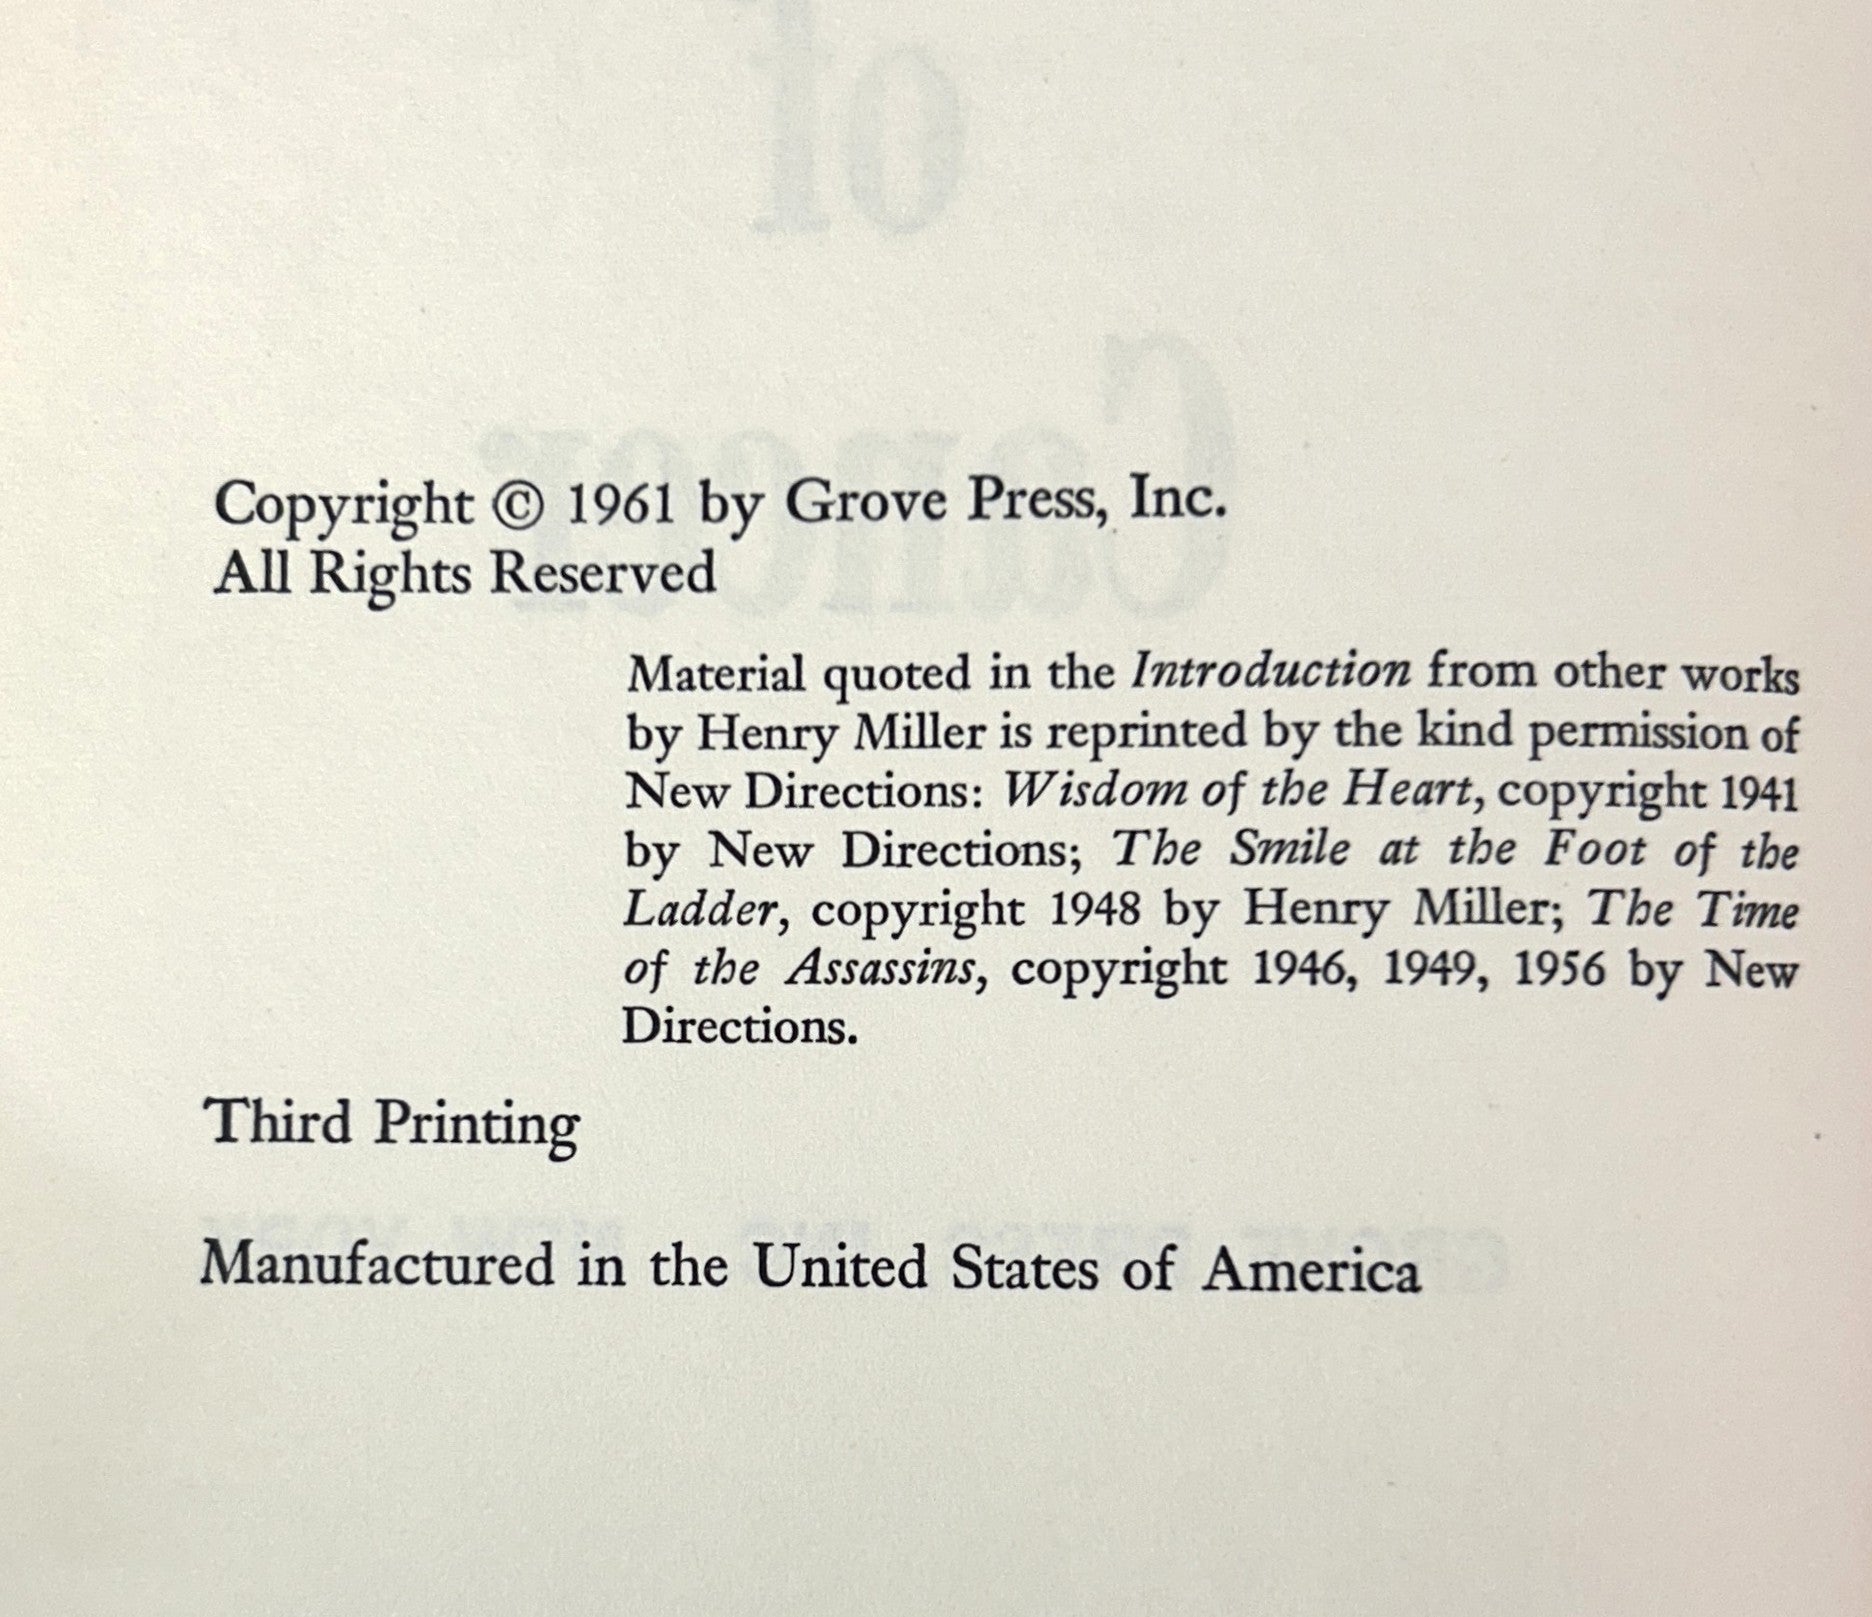 of
Cancer
Copyright © 1961 by Grove Press, Inc.
All Rights Reserved
Material quoted in the Introduction from other works
by Henry Miller is reprinted by the kind permission of
New Directions: Wisdom of the Heart, copyright 1941
by New Directions; The Smile at the Foot of the
Ladder, copyright 1948 by Henry Miller; The Time
of the Assassins, copyright 1946, 1949, 1956 by New
Directions.
Third Printing
Manufactured in the United States of America